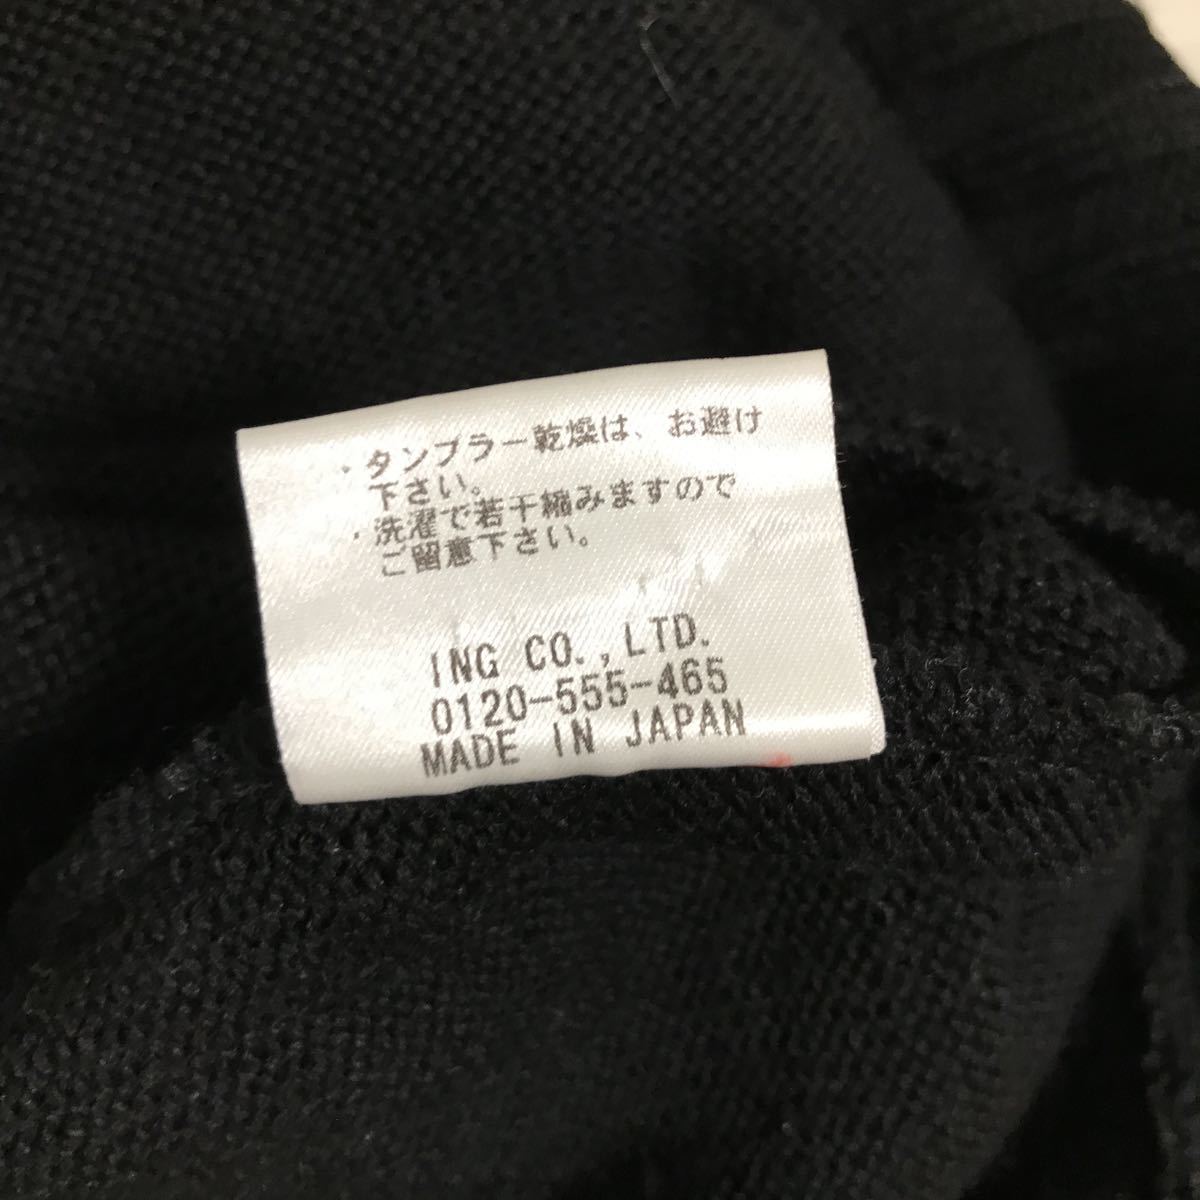 ・タンブラー乾燥は、お避け
下さい。
・洗濯で若干縮みますので
ご留意下さい。
ING CO.,LTD.
0120-555-465
MADE IN JAPAN